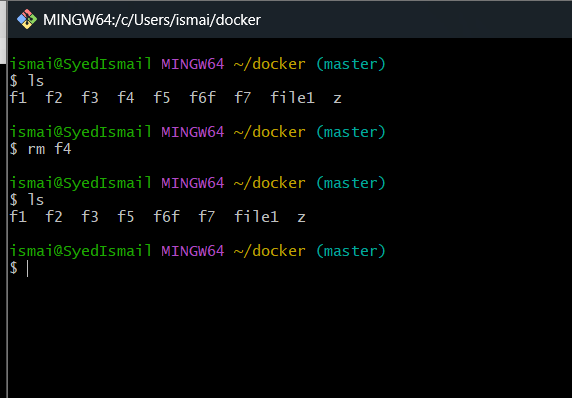 MINGW64:/c/Users/ismai/docker
ismai@SyedIsmail MINGW64 ~/docker (master)
$ ls
f1  f2  f3  f4  f5  f6f  f7  file1  z
ismai@SyedIsmail MINGW64 ~/docker (master)
$ rm f4
ismai@SyedIsmail MINGW64 ~/docker (master)
$ ls
f1  f2  f3  f5  f6f  f7  file1  z
ismai@SyedIsmail MINGW64 ~/docker (master)
$